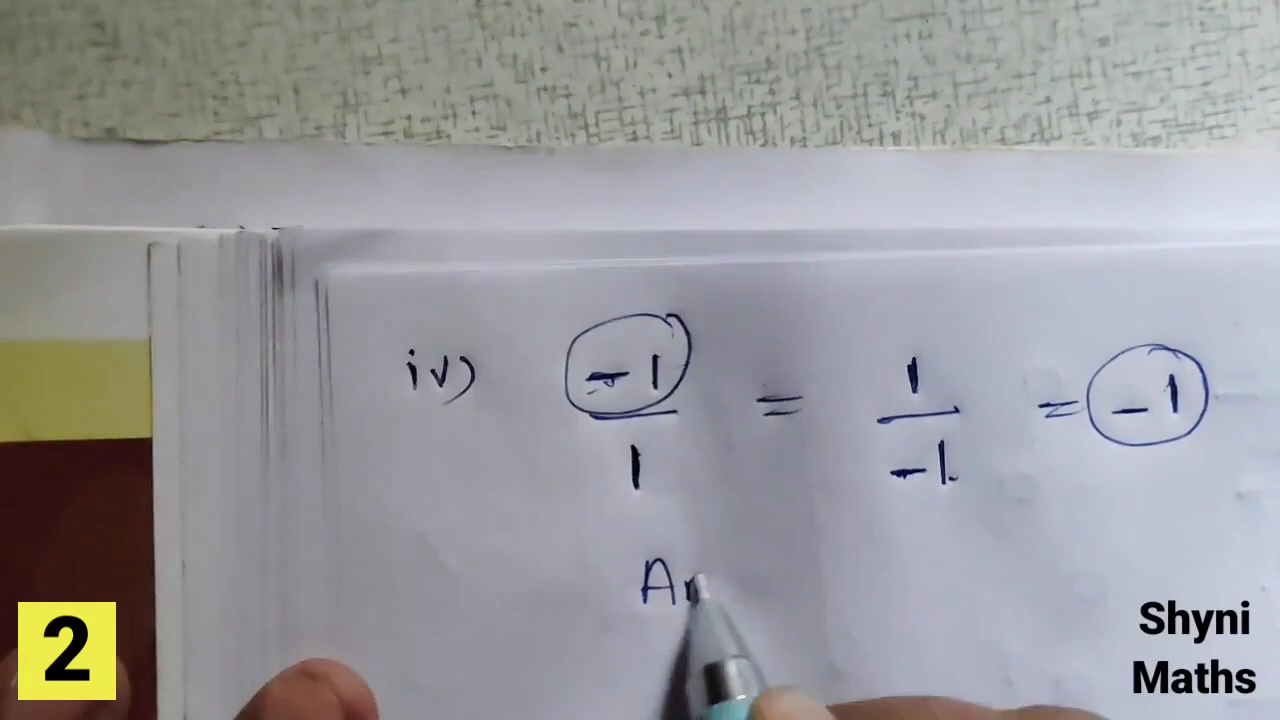 iv) -1/1 = 1/-1 = -1
An
2
Shyni
Maths